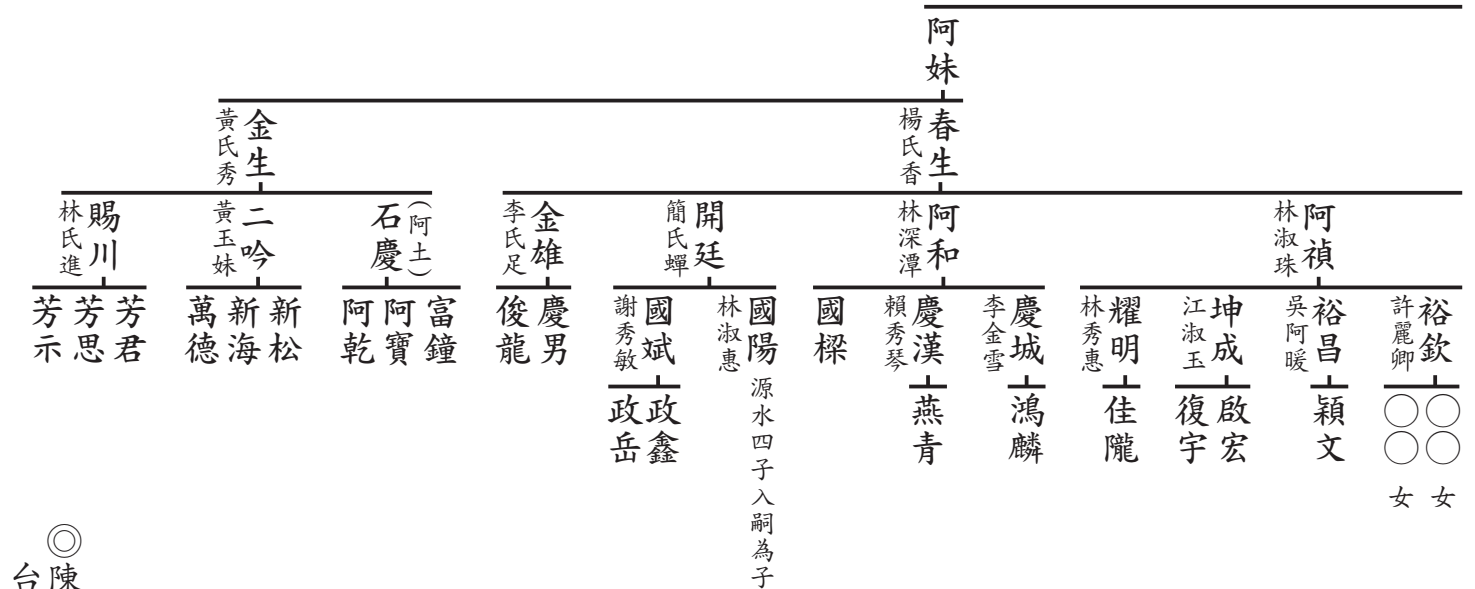 阿妹
春生
楊氏香
金生
黃氏秀
阿禎
林淑珠
阿和
林深潭
開廷
簡氏蟬
金雄
李氏足
(阿土)
石慶
二吟
黃玉妹
賜川
林氏進
裕欽
許麗卿
裕昌
吳阿暖
坤成
江淑玉
耀明
林秀惠
慶城
李金雪
慶漢
賴秀琴
國樑
國陽
林淑惠
源水四子入嗣為子
國斌
謝秀敏
慶男
俊龍
富鐘
阿寶
阿乾
新松
新海
萬德
芳君
芳思
芳示
○○ 女
○○ 女
穎文
啟宏
復宇
佳隴
鴻麟
燕青
政鑫
政岳
◎陳
台